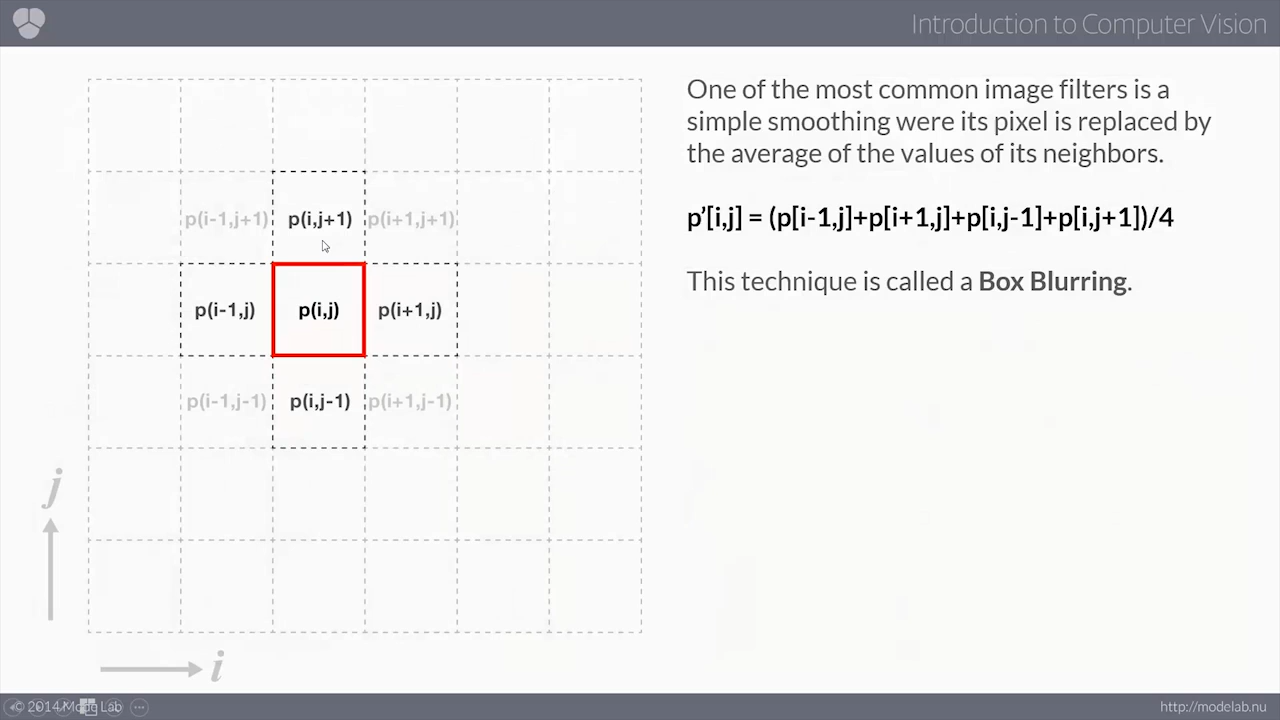 Introduction to Computer Vision
One of the most common image filters is a
simple smoothing were its pixel is replaced by
the average of the values of its neighbors.
p'[i,j] = (p[i-1,j]+p[i+1,j]+p[i,j-1]+p[i,j+1])/4
This technique is called a Box Blurring.
p(i-1,j+1) p(i,j+1) p(i+1,j+1)
p(i-1,j) p(i,j) p(i+1,j)
p(i-1,j-1) p(i,j-1) p(i+1,j-1)
j
i
© 2014 Mode Lab
http://modelab.nu